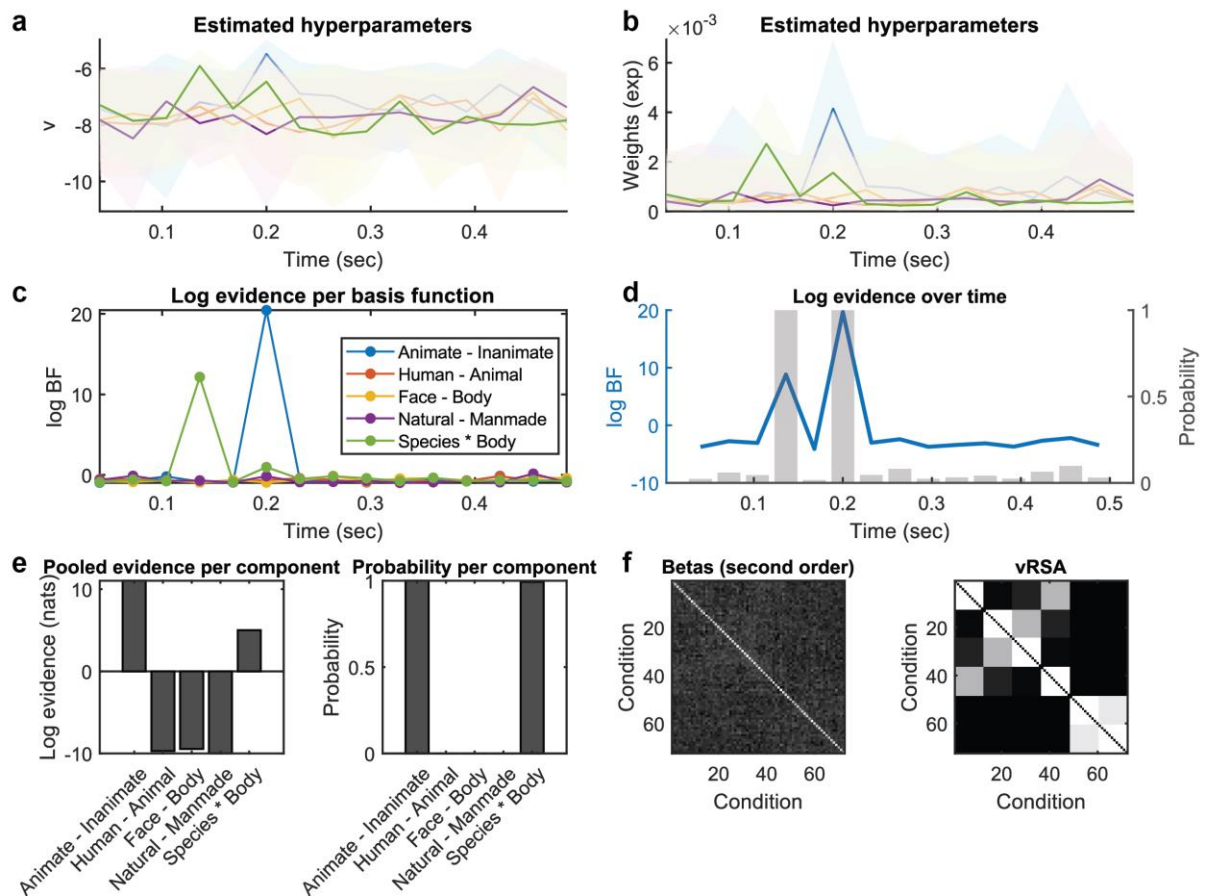 a
Estimated hyperparameters
-6
-8
-10
v
0.1 0.2 0.3 0.4
Time (sec)
b
×10⁻³
Estimated hyperparameters
6
4
2
0
Weights (exp)
0.1 0.2 0.3 0.4
Time (sec)
c
Log evidence per basis function
20
10
0
log BF
Animate - Inanimate
Human - Animal
Face - Body
Natural - Manmade
Species * Body
0.1 0.2 0.3 0.4
Time (sec)
d
Log evidence over time
20
10
0
-10
log BF
1
0.5
0
Probability
0.1 0.2 0.3 0.4 0.5
Time (sec)
e
Pooled evidence per component
10
0
-10
Log evidence (nats)
Animate - Inanimate
Human - Animal
Face - Body
Natural - Manmade
Species * Body
Probability per component
1
0.5
0
Probability
Animate - Inanimate
Human - Animal
Face - Body
Natural - Manmade
Species * Body
f
Betas (second order)
20
40
60
Condition
20 40 60
Condition
vRSA
20
40
60
Condition
20 40 60
Condition